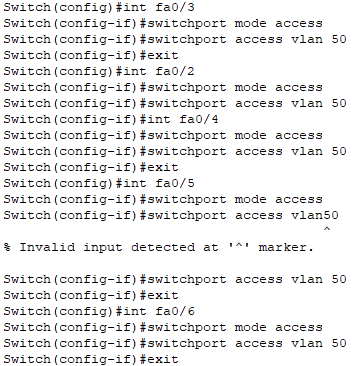 Switch(config)#int fa0/3
Switch(config-if)#switchport mode access
Switch(config-if)#switchport access vlan 50
Switch(config-if)#exit
Switch(config)#int fa0/2
Switch(config-if)#switchport mode access
Switch(config-if)#switchport access vlan 50
Switch(config-if)#int fa0/4
Switch(config-if)#switchport mode access
Switch(config-if)#switchport access vlan 50
Switch(config-if)#exit
Switch(config)#int fa0/5
Switch(config-if)#switchport mode access
Switch(config-if)#switchport access vlan50
^
% Invalid input detected at '^' marker.
Switch(config-if)#switchport access vlan 50
Switch(config-if)#exit
Switch(config)#int fa0/6
Switch(config-if)#switchport mode access
Switch(config-if)#switchport access vlan 50
Switch(config-if)#exit